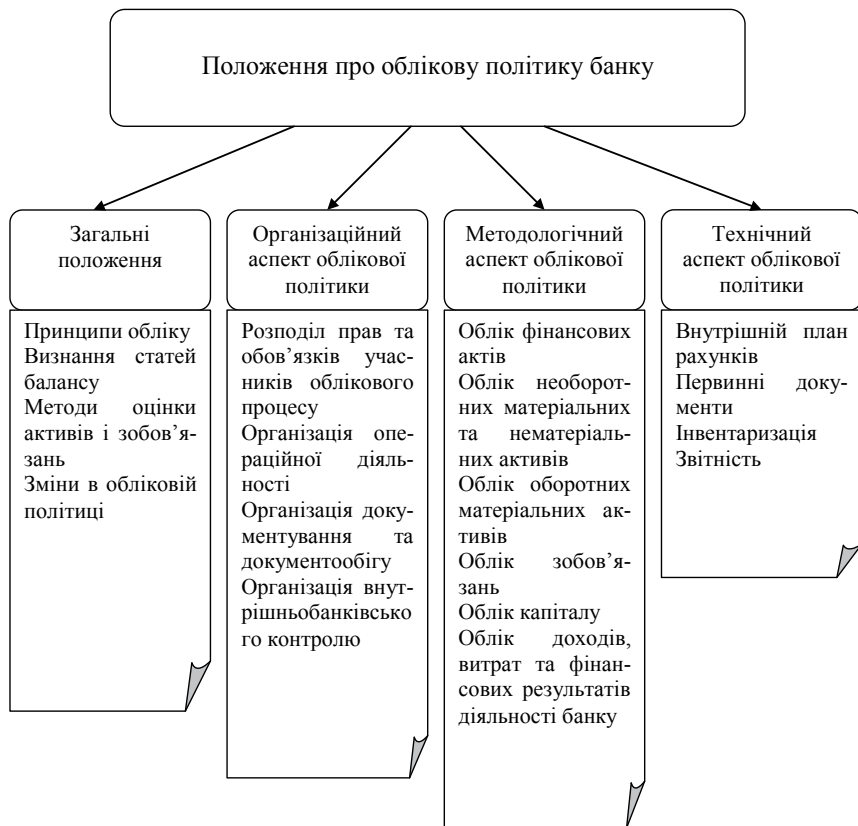 Положення про облікову політику банку
Загальні
положення
Організаційний
аспект облікової
політики
Методологічний
аспект облікової
політики
Технічний
аспект облікової
політики
Принципи обліку
Визнання статей
балансу
Методи оцінки
активів і зобов’я-
зань
Зміни в обліковій
політиці
Розподіл прав та
обов’язків учас-
ників облікового
процесу
Організація опе-
раційної діяль-
ності
Організація доку-
ментування та
документообігу
Організація внут-
рішньобанківсько
го контролю
Облік фінансових
актів
Облік необорот-
них матеріальних
та нематеріаль-
них активів
Облік оборотних
матеріальних ак-
тивів
Облік зобов’я-
зань
Облік капіталу
Облік доходів,
витрат та фінан-
сових результатів
діяльності банку
Внутрішній план
рахунків
Первинні доку-
менти
Інвентаризація
Звітність